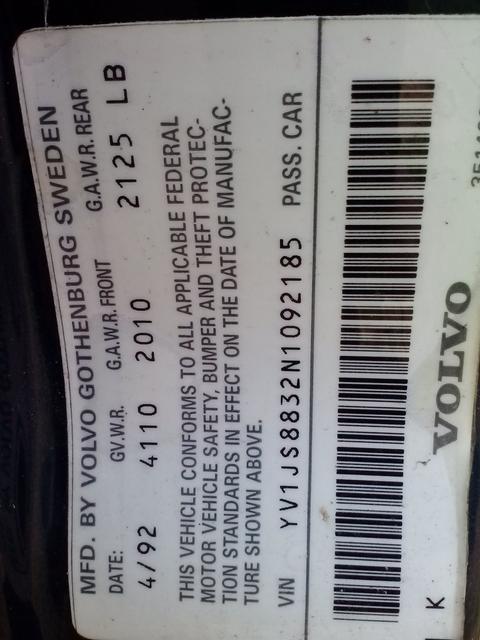 MFD. BY VOLVO GOTHENBURG SWEDEN
DATE: GV.W.R. G.A.W.R. FRONT G.A.W.R. REAR
4/92 4110 2010 2125 LB
THIS VEHICLE CONFORMS TO ALL APPLICABLE FEDERAL
MOTOR VEHICLE SAFETY, BUMPER AND THEFT PROTEC-
TION STANDARDS IN EFFECT ON THE DATE OF MANUFAC-
TURE SHOWN ABOVE.
VIN YV1JS8832N1092185 PASS. CAR
K VOLVO